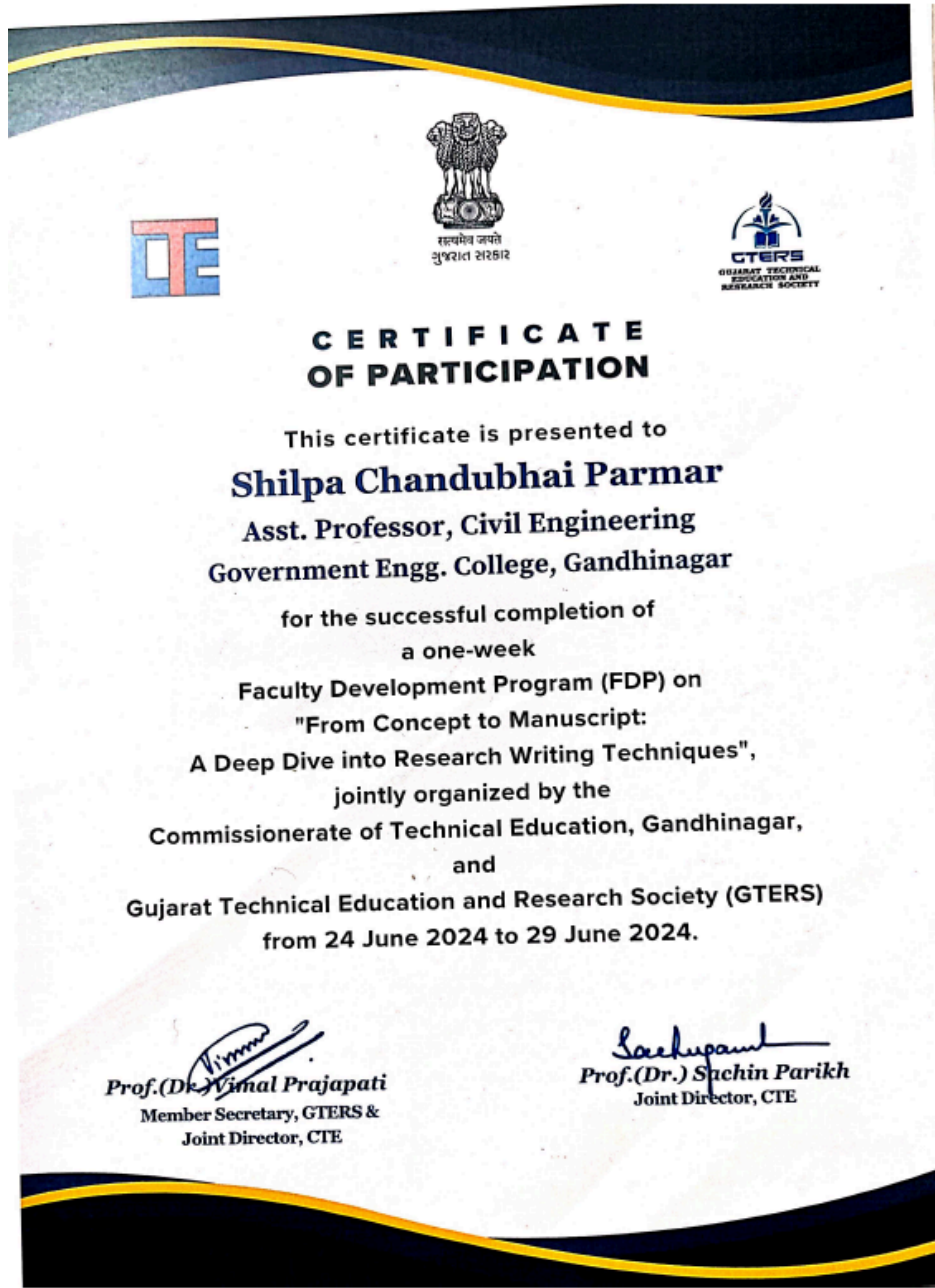 CTE
सत्यमेव जयते
ગુજરાત સરકાર
GTERS
GUJARAT TECHNICAL
EDUCATION AND
RESEARCH SOCIETY
CERTIFICATE
OF PARTICIPATION
This certificate is presented to
Shilpa Chandubhai Parmar
Asst. Professor, Civil Engineering
Government Engg. College, Gandhinagar
for the successful completion of
a one-week
Faculty Development Program (FDP) on
"From Concept to Manuscript:
A Deep Dive into Research Writing Techniques",
jointly organized by the
Commissionerate of Technical Education, Gandhinagar,
and
Gujarat Technical Education and Research Society (GTERS)
from 24 June 2024 to 29 June 2024.
Prof.(Dr.) Vimal Prajapati
Member Secretary, GTERS &
Joint Director, CTE
Prof.(Dr.) Sachin Parikh
Joint Director, CTE